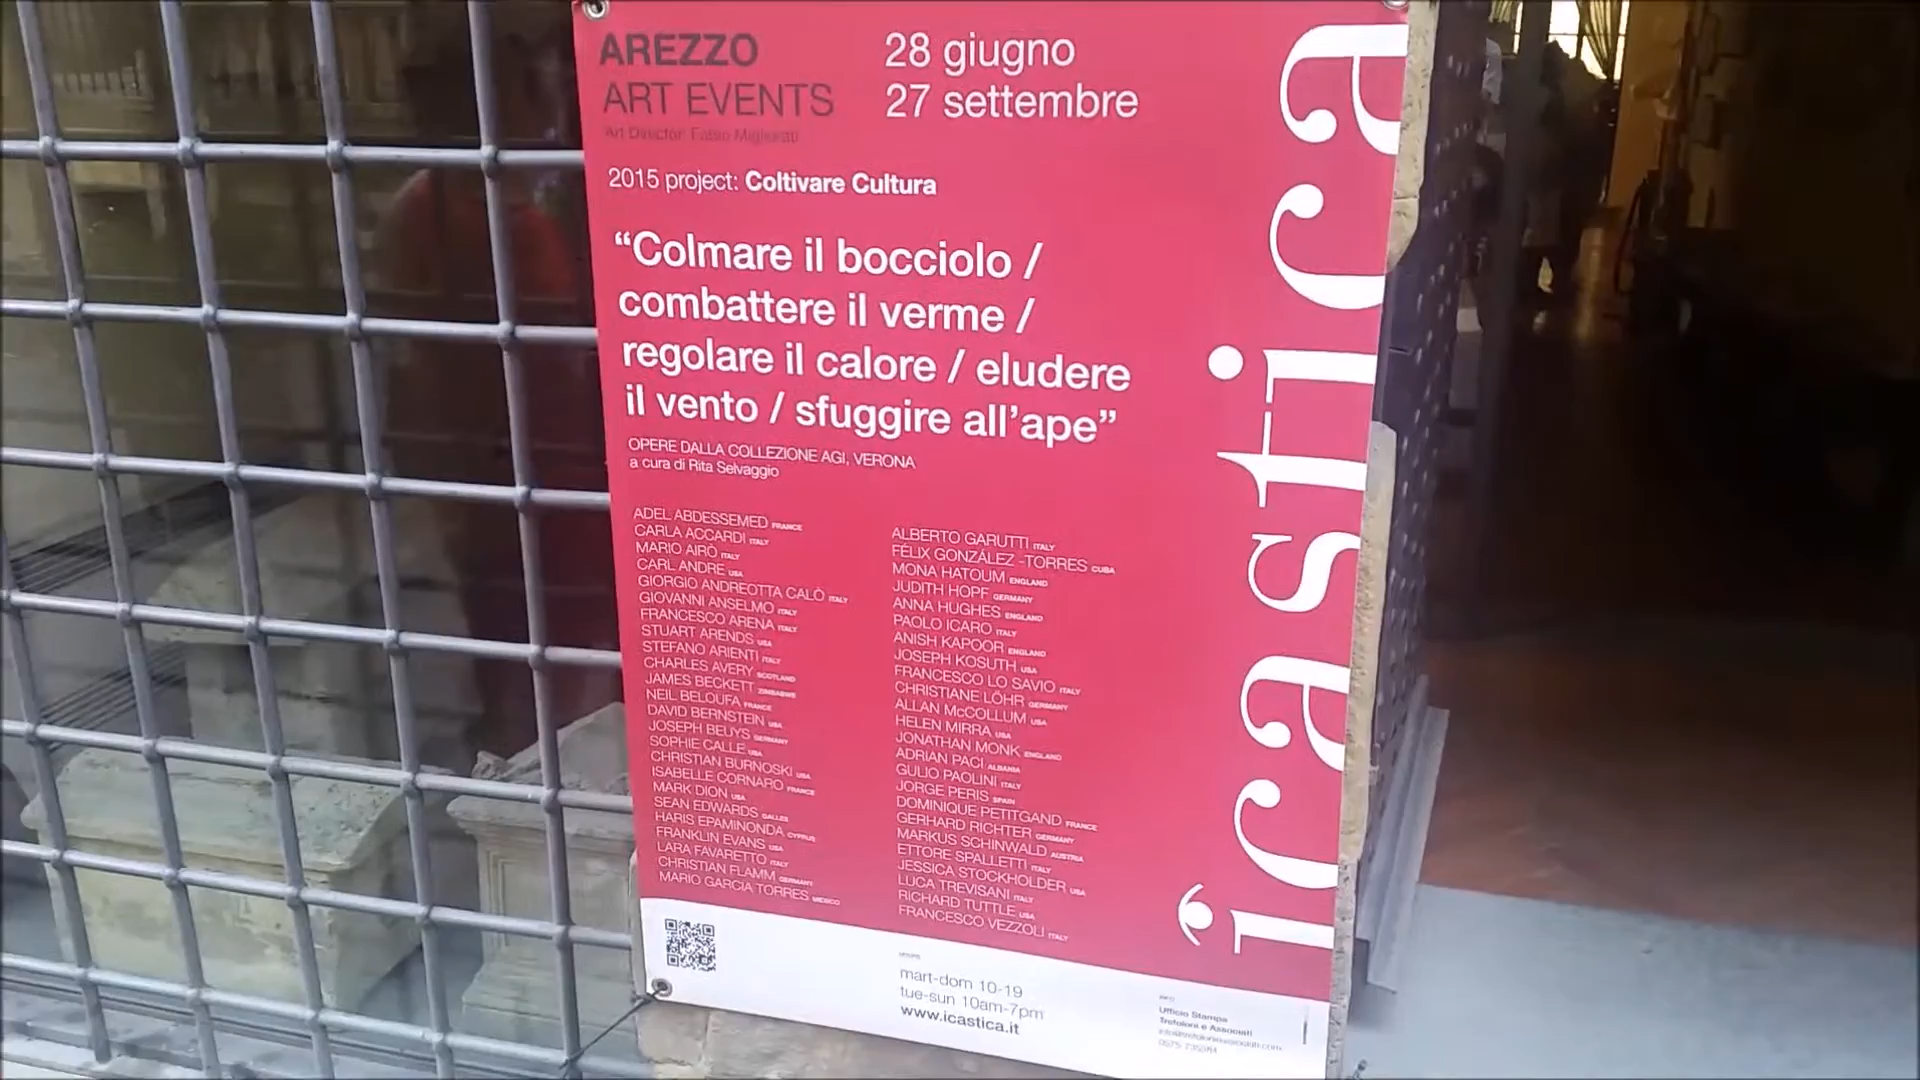 AREZZO
ART EVENTS
Art Director: Fabio Migliorati
28 giugno
27 settembre
2015 project: Coltivare Cultura
“Colmare il bocciolo /
combattere il verme /
regolare il calore / eludere
il vento / sfuggire all’ape”
OPERE DALLA COLLEZIONE AGI, VERONA
a cura di Rita Selvaggio
ADEL ABDESSEMED FRANCE
CARLA ACCARDI ITALY
MARIO AIRÒ ITALY
CARL ANDRE USA
GIORGIO ANDREOTTA CALÒ ITALY
GIOVANNI ANSELMO ITALY
FRANCESCO ARENA ITALY
STUART ARENDS USA
STEFANO ARIENTI ITALY
CHARLES AVERY SCOTLAND
JAMES BECKETT ZIMBABWE
NEIL BELOUFA FRANCE
DAVID BERNSTEIN USA
JOSEPH BEUYS GERMANY
SOPHIE CALLE USA
CHRISTIAN BURNOSKI USA
ISABELLE CORNARO FRANCE
MARK DION USA
SEAN EDWARDS GALLES
HARIS EPAMINONDA CYPRUS
FRANKLIN EVANS USA
LARA FAVARETTO ITALY
CHRISTIAN FLAMM GERMANY
MARIO GARCIA TORRES MEXICO
ALBERTO GARUTTI ITALY
FÉLIX GONZÁLEZ -TORRES CUBA
MONA HATOUM ENGLAND
JUDITH HOPF GERMANY
ANNA HUGHES ENGLAND
PAOLO ICARO ITALY
ANISH KAPOOR ENGLAND
JOSEPH KOSUTH USA
FRANCESCO LO SAVIO ITALY
CHRISTIANE LÖHR GERMANY
ALLAN McCOLLUM USA
HELEN MIRRA USA
JONATHAN MONK ENGLAND
ADRIAN PACI ALBANIA
GULIO PAOLINI ITALY
JORGE PERIS SPAIN
DOMINIQUE PETITGAND FRANCE
GERHARD RICHTER GERMANY
MARKUS SCHINWALD AUSTRIA
ETTORE SPALLETTI ITALY
JESSICA STOCKHOLDER USA
LUCA TREVISANI ITALY
RICHARD TUTTLE USA
FRANCESCO VEZZOLI ITALY
icastica
mart-dom 10-19
tue-sun 10am-7pm
www.icastica.it
Ufficio Stampa
Trefoloni e Associati